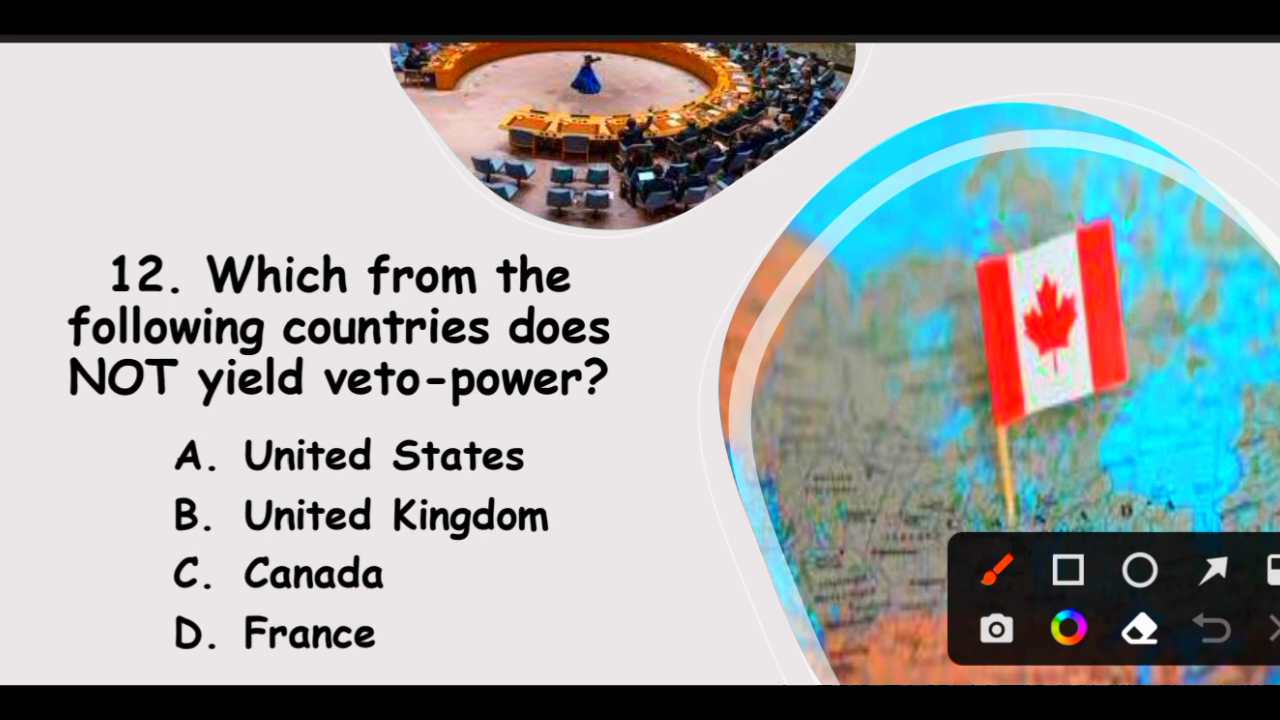 12. Which from the
following countries does
NOT yield veto-power?
A. United States
B. United Kingdom
C. Canada
D. France